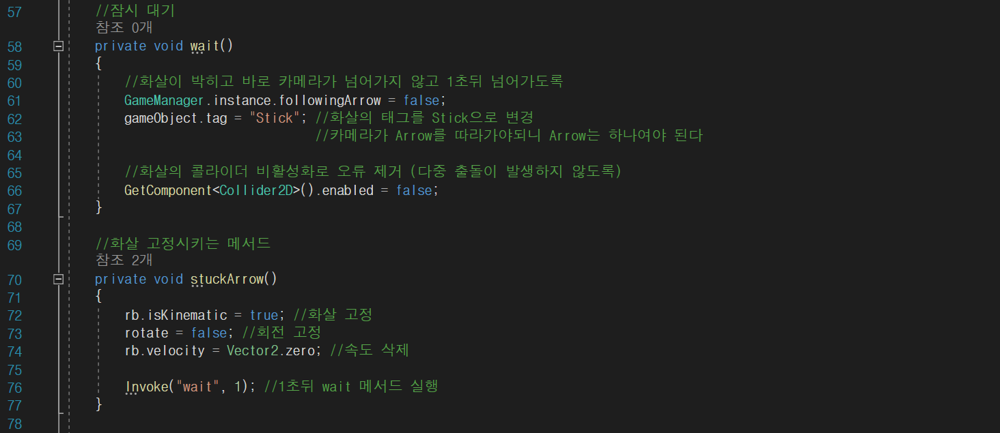 57 //잠시 대기
참조 0개
58 private void wait()
59 {
60 //화살이 박히고 바로 카메라가 넘어가지 않고 1초뒤 넘어가도록
61 GameManager.instance.followingArrow = false;
62 gameObject.tag = "Stick"; //화살의 태그를 Stick으로 변경
63 //카메라가 Arrow를 따라가야되니 Arrow는 하나여야 된다
64
65 //화살의 콜라이더 비활성화로 오류 제거 (다중 출돌이 발생하지 않도록)
66 GetComponent<Collider2D>().enabled = false;
67 }
68
69 //화살 고정시키는 메서드
참조 2개
70 private void stuckArrow()
71 {
72 rb.isKinematic = true; //화살 고정
73 rotate = false; //회전 고정
74 rb.velocity = Vector2.zero; //속도 삭제
75
76 Invoke("wait", 1); //1초뒤 wait 메서드 실행
77 }
78